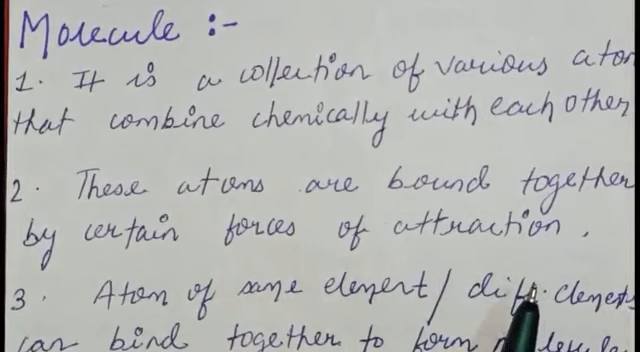 Molecule :-
1. It is a collection of various atom
that combine chemically with each other
2. These atoms are bound together
by certain forces of attraction.
3. Atom of same element/ diff. elements
can bind together to form